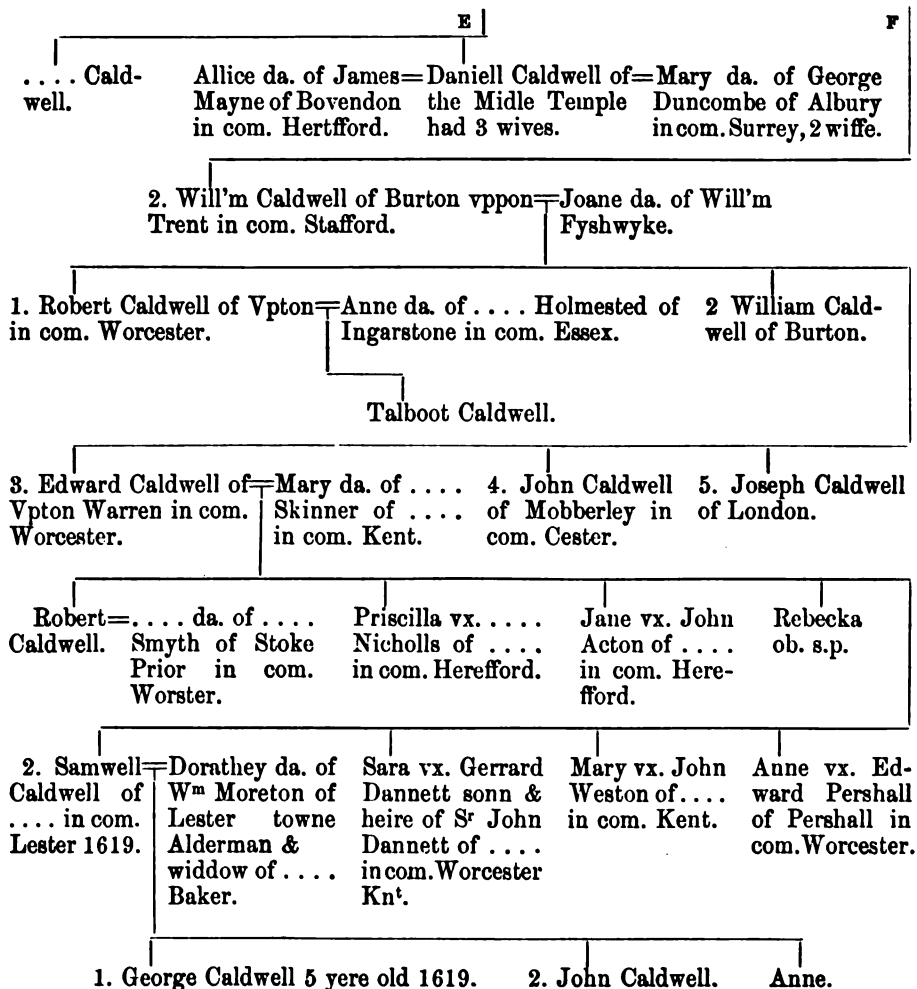 E F
. . . . Cald-
well.
Allice da. of James=Daniell Caldwell of=Mary da. of George
Mayne of Bovendon the Midle Temple Duncombe of Albury
in com. Hertfford. had 3 wives. in com. Surrey, 2 wiffe.
2. Will'm Caldwell of Burton vppon=Joane da. of Will'm
Trent in com. Stafford. Fyshwyke.
1. Robert Caldwell of Vpton=Anne da. of . . . . Holmested of
in com. Worcester. Ingarstone in com. Essex.
2 William Cald-
well of Burton.
Talboot Caldwell.
3. Edward Caldwell of=Mary da. of . . . .
Vpton Warren in com. Skinner of . . . .
Worcester. in com. Kent.
4. John Caldwell
of Mobberley in
com. Cester.
5. Joseph Caldwell
of London.
Robert=. . . . da. of . . . .
Caldwell. Smyth of Stoke
Prior in com.
Worster.
Priscilla vx. . . . .
Nicholls of . . . .
in com. Herefford.
Jane vx. John
Acton of . . . .
in com. Here-
fford.
Rebecka
ob. s.p.
2. Samwell=Dorathey da. of
Caldwell of Wᵐ Moreton of
. . . . in com. Lester towne
Lester 1619. Alderman &
widdow of . . . .
Baker.
Sara vx. Gerrard
Dannett sonn &
heire of Sʳ John
Dannett of . . . .
in com. Worcester
Knᵗ.
Mary vx. John
Weston of . . . .
in com. Kent.
Anne vx. Ed-
ward Pershall
of Pershall in
com. Worcester.
1. George Caldwell 5 yere old 1619. 2. John Caldwell. Anne.